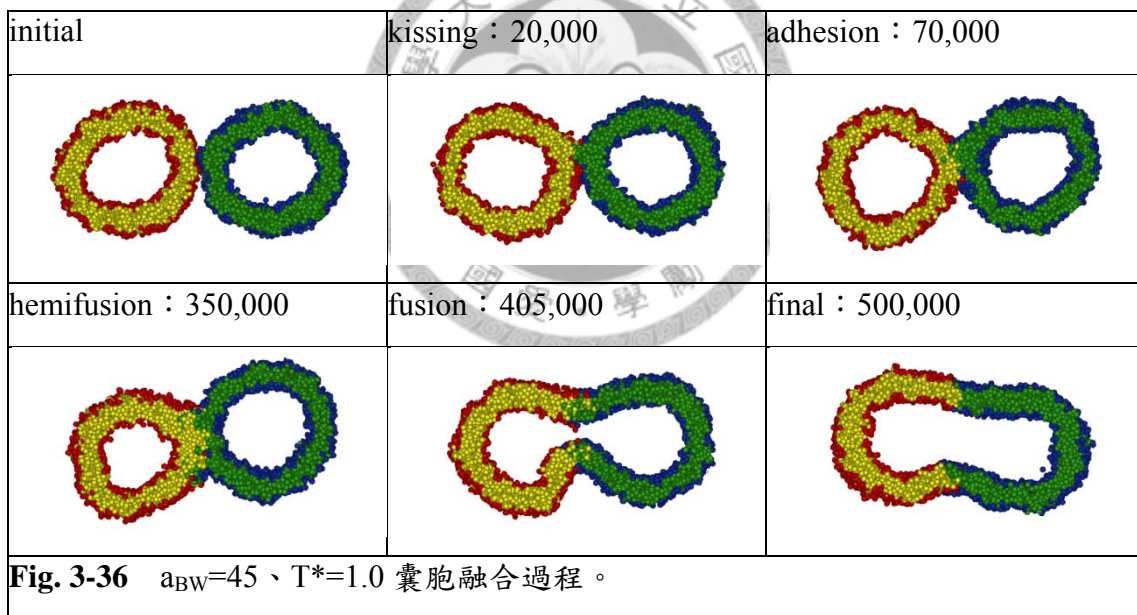 initial
kissing：20,000
adhesion：70,000
hemifusion：350,000
fusion：405,000
final：500,000
Fig. 3-36 aBW=45、T*=1.0 囊胞融合過程。